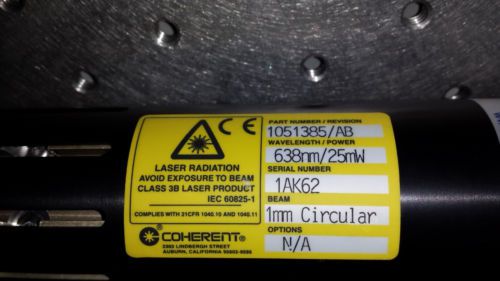 CE
LASER RADIATION
AVOID EXPOSURE TO BEAM
CLASS 3B LASER PRODUCT
IEC 60825-1
COMPLIES WITH 21CFR 1040.10 AND 1040.11
COHERENT®
2303 LINDBERGH STREET
AUBURN, CALIFORNIA 95602-9595
PART NUMBER / REVISION
1051385/AB
WAVELENGTH / POWER
638nm/25mW
SERIAL NUMBER
1AK62
BEAM
1mm Circular
OPTIONS
N/A